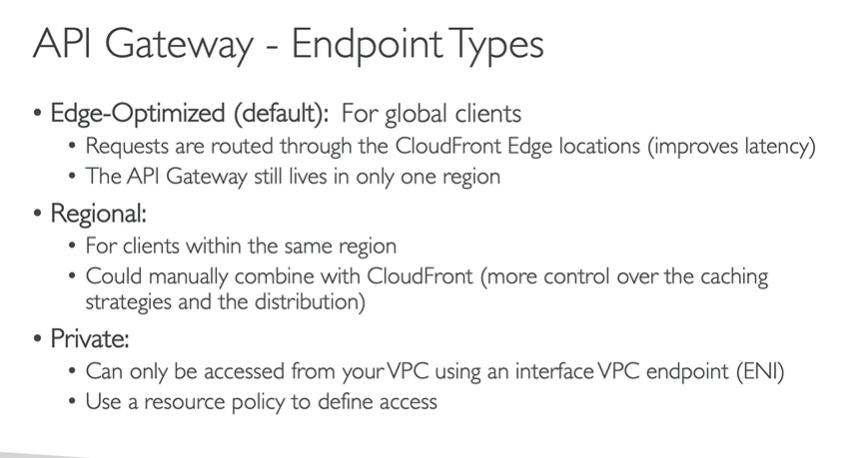 API Gateway - Endpoint Types
• Edge-Optimized (default): For global clients
• Requests are routed through the CloudFront Edge locations (improves latency)
• The API Gateway still lives in only one region
• Regional:
• For clients within the same region
• Could manually combine with CloudFront (more control over the caching
strategies and the distribution)
• Private:
• Can only be accessed from your VPC using an interface VPC endpoint (ENI)
• Use a resource policy to define access